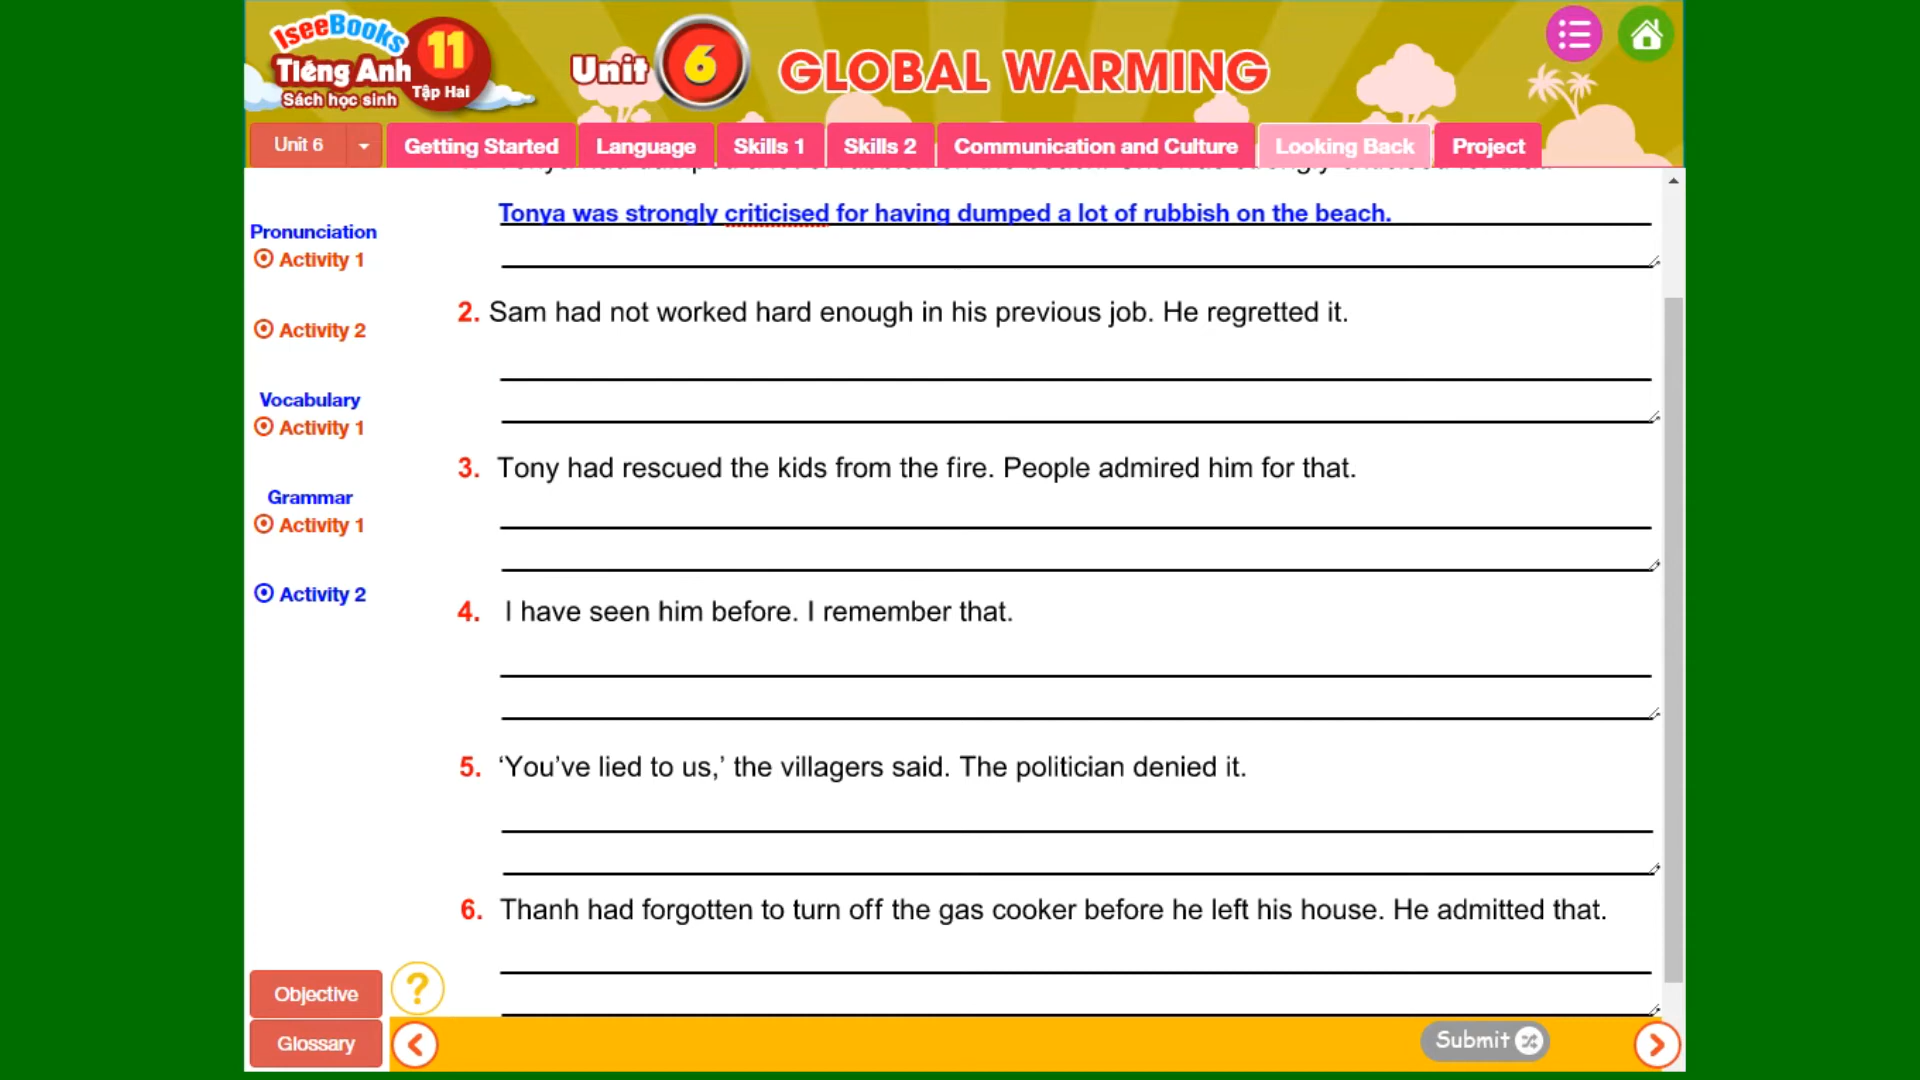 IseeBooks
Tiếng Anh 11
Sách học sinh Tập Hai
Unit 6 GLOBAL WARMING
Unit 6 Getting Started Language Skills 1 Skills 2 Communication and Culture Looking Back Project
Tonya was strongly criticised for having dumped a lot of rubbish on the beach.
Pronunciation
Activity 1
Activity 2
Vocabulary
Activity 1
Grammar
Activity 1
Activity 2
2. Sam had not worked hard enough in his previous job. He regretted it.
3. Tony had rescued the kids from the fire. People admired him for that.
4. I have seen him before. I remember that.
5. ‘You’ve lied to us,’ the villagers said. The politician denied it.
6. Thanh had forgotten to turn off the gas cooker before he left his house. He admitted that.
Objective
?
Glossary
Submit